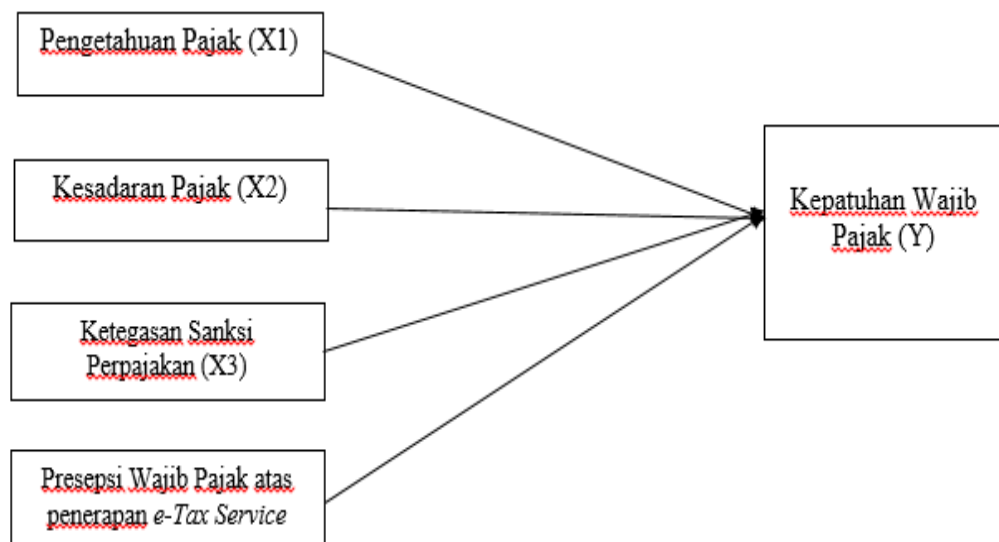 Pengetahuan Pajak (X1)
Kesadaran Pajak (X2)
Ketegasan Sanksi
Perpajakan (X3)
Presepsi Wajib Pajak atas
penerapan e-Tax Service
Kepatuhan Wajib
Pajak (Y)